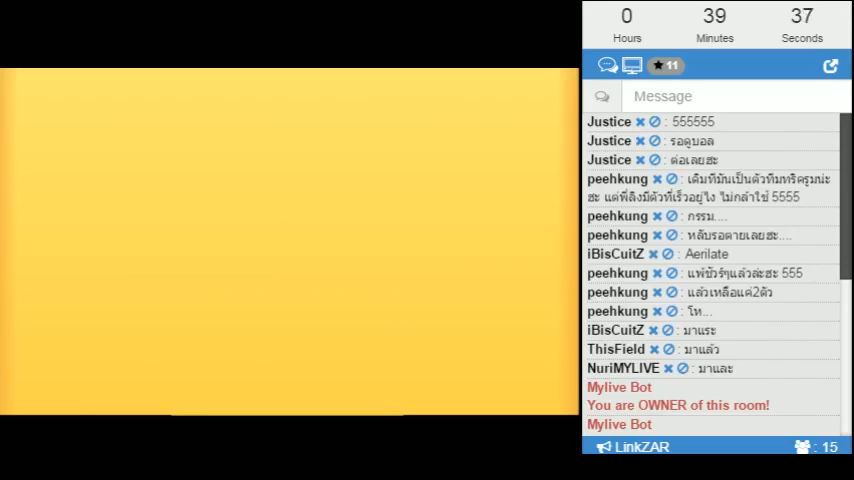 0 39 37
Hours Minutes Seconds
11
Message
Justice : 555555
Justice : รอดูบอล
Justice : ต่อเลยฮะ
peehkung : เดิมทีมันเป็นตัวทีมทริครูมน่ะ
ฮะ แต่พี่ลิงมีตัวที่เร็วอยู่ไง ไม่กล้าใช้ 5555
peehkung : กรรม....
peehkung : หลับรอตายเลยฮะ....
iBisCuitZ : Aerilate
peehkung : แพ้ชัวร์ๆแล้วล่ะฮะ 555
peehkung : แล้วเหลือแค่2ตัว
peehkung : โห...
iBisCuitZ : มาแระ
ThisField : มาแล้ว
NuriMYLIVE : มาและ
Mylive Bot
You are OWNER of this room!
Mylive Bot
LinkZAR : 15